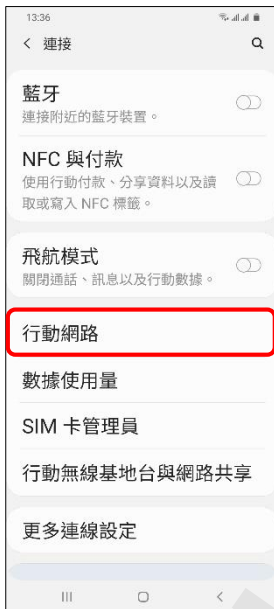 13:36
連接
藍牙
連接附近的藍牙裝置。
NFC 與付款
使用行動付款、分享資料以及讀
取或寫入 NFC 標籤。
飛航模式
關閉通話、訊息以及行動數據。
行動網路
數據使用量
SIM 卡管理員
行動無線基地台與網路共享
更多連線設定